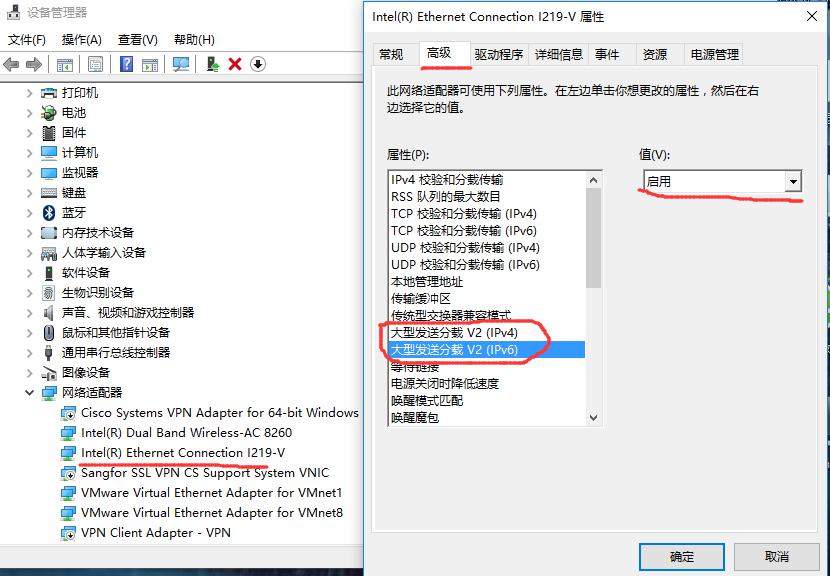 设备管理器
文件(F) 操作(A) 查看(V) 帮助(H)
打印机
电池
固件
计算机
监视器
键盘
蓝牙
内存技术设备
人体学输入设备
软件设备
生物识别设备
声音、视频和游戏控制器
鼠标和其他指针设备
通用串行总线控制器
图像设备
网络适配器
Cisco Systems VPN Adapter for 64-bit Windows
Intel(R) Dual Band Wireless-AC 8260
Intel(R) Ethernet Connection I219-V
Sangfor SSL VPN CS Support System VNIC
VMware Virtual Ethernet Adapter for VMnet1
VMware Virtual Ethernet Adapter for VMnet8
VPN Client Adapter - VPN
Intel(R) Ethernet Connection I219-V 属性
常规 高级 驱动程序 详细信息 事件 资源 电源管理
此网络适配器可使用下列属性。在左边单击你想更改的属性，然后在右
边选择它的值。
属性(P):
IPv4 校验和分载传输
RSS 队列的最大数目
TCP 校验和分载传输 (IPv4)
TCP 校验和分载传输 (IPv6)
UDP 校验和分载传输 (IPv4)
UDP 校验和分载传输 (IPv6)
本地管理地址
传输缓冲区
传统型交换器兼容模式
大型发送分载 V2 (IPv4)
大型发送分载 V2 (IPv6)
等待链接
电源关闭时降低速度
唤醒模式匹配
唤醒魔包
值(V):
启用
确定 取消